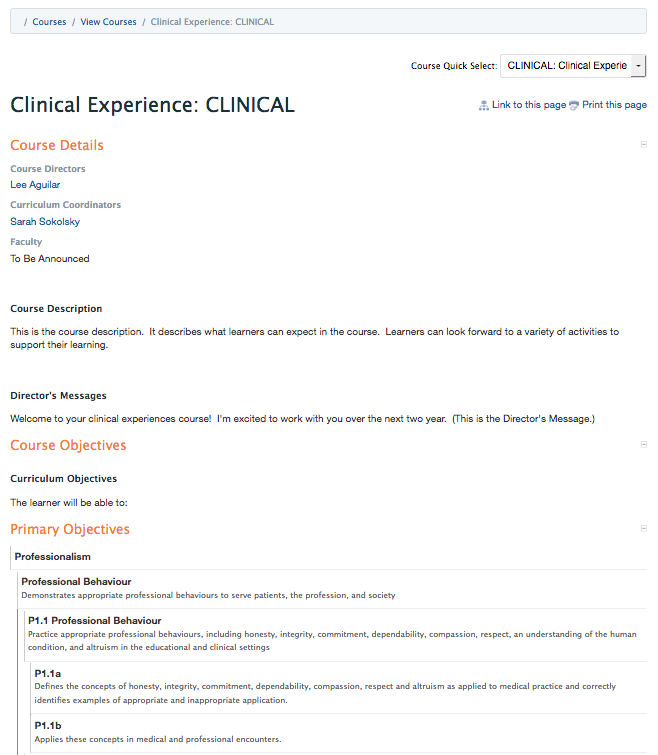 / Courses / View Courses / Clinical Experience: CLINICAL
Course Quick Select: CLINICAL: Clinical Experie
Clinical Experience: CLINICAL
Link to this page Print this page
Course Details
Course Directors
Lee Aguilar
Curriculum Coordinators
Sarah Sokolsky
Faculty
To Be Announced
Course Description
This is the course description. It describes what learners can expect in the course. Learners can look forward to a variety of activities to
support their learning.
Director's Messages
Welcome to your clinical experiences course! I'm excited to work with you over the next two year. (This is the Director's Message.)
Course Objectives
Curriculum Objectives
The learner will be able to:
Primary Objectives
Professionalism
Professional Behaviour
Demonstrates appropriate professional behaviours to serve patients, the profession, and society
P1.1 Professional Behaviour
Practice appropriate professional behaviours, including honesty, integrity, commitment, dependability, compassion, respect, an understanding of the human
condition, and altruism in the educational and clinical settings
P1.1a
Defines the concepts of honesty, integrity, commitment, dependability, compassion, respect and altruism as applied to medical practice and correctly
identifies examples of appropriate and inappropriate application.
P1.1b
Applies these concepts in medical and professional encounters.